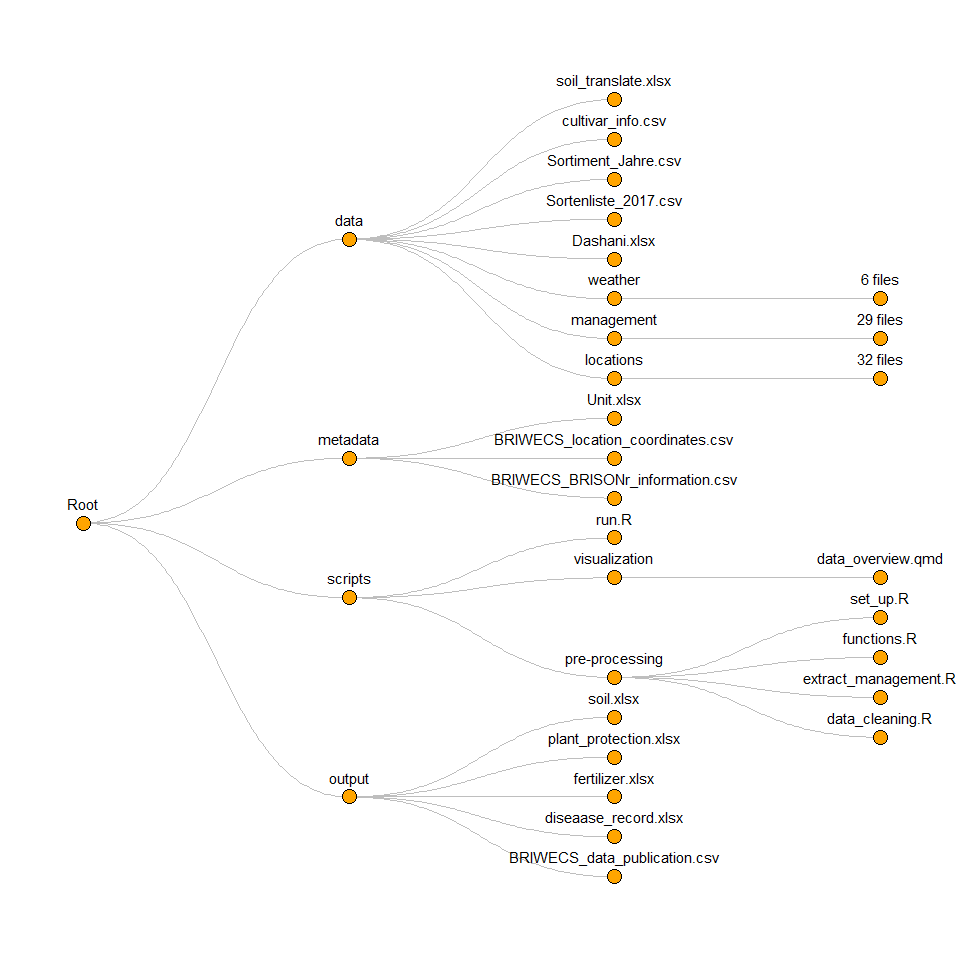 soil_translate.xlsx
cultivar_info.csv
Sortiment_Jahre.csv
Sortenliste_2017.csv
data
Dashani.xlsx
weather
6 files
management
29 files
locations
32 files
Unit.xlsx
metadata
BRIWECS_location_coordinates.csv
BRIWECS_BRISONr_information.csv
Root
run.R
visualization
data_overview.qmd
scripts
set_up.R
functions.R
pre-processing
extract_management.R
soil.xlsx
data_cleaning.R
plant_protection.xlsx
output
fertilizer.xlsx
diseaase_record.xlsx
BRIWECS_data_publication.csv